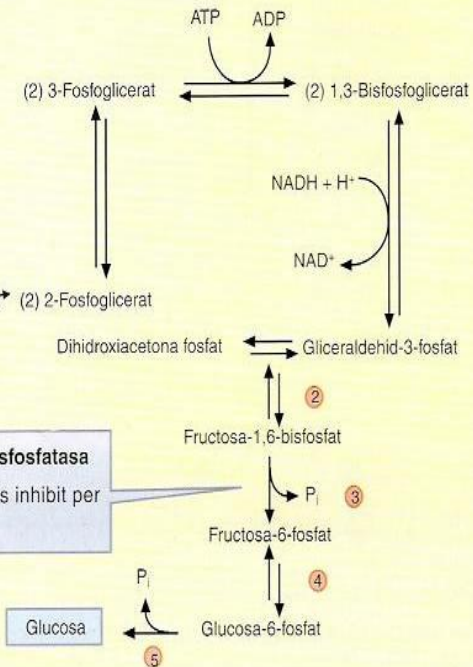 ATP ADP
(2) 3-Fosfoglicerat (2) 1,3-Bisfosfoglicerat
NADH + H⁺
NAD⁺
(2) 2-Fosfoglicerat
Dihidroxiacetona fosfat Gliceraldehid-3-fosfat
2
Fructosa-1,6-bisfosfat
sfosfatasa
s inhibit per
Pᵢ 3
Fructosa-6-fosfat
4
Pᵢ
Glucosa Glucosa-6-fosfat
5